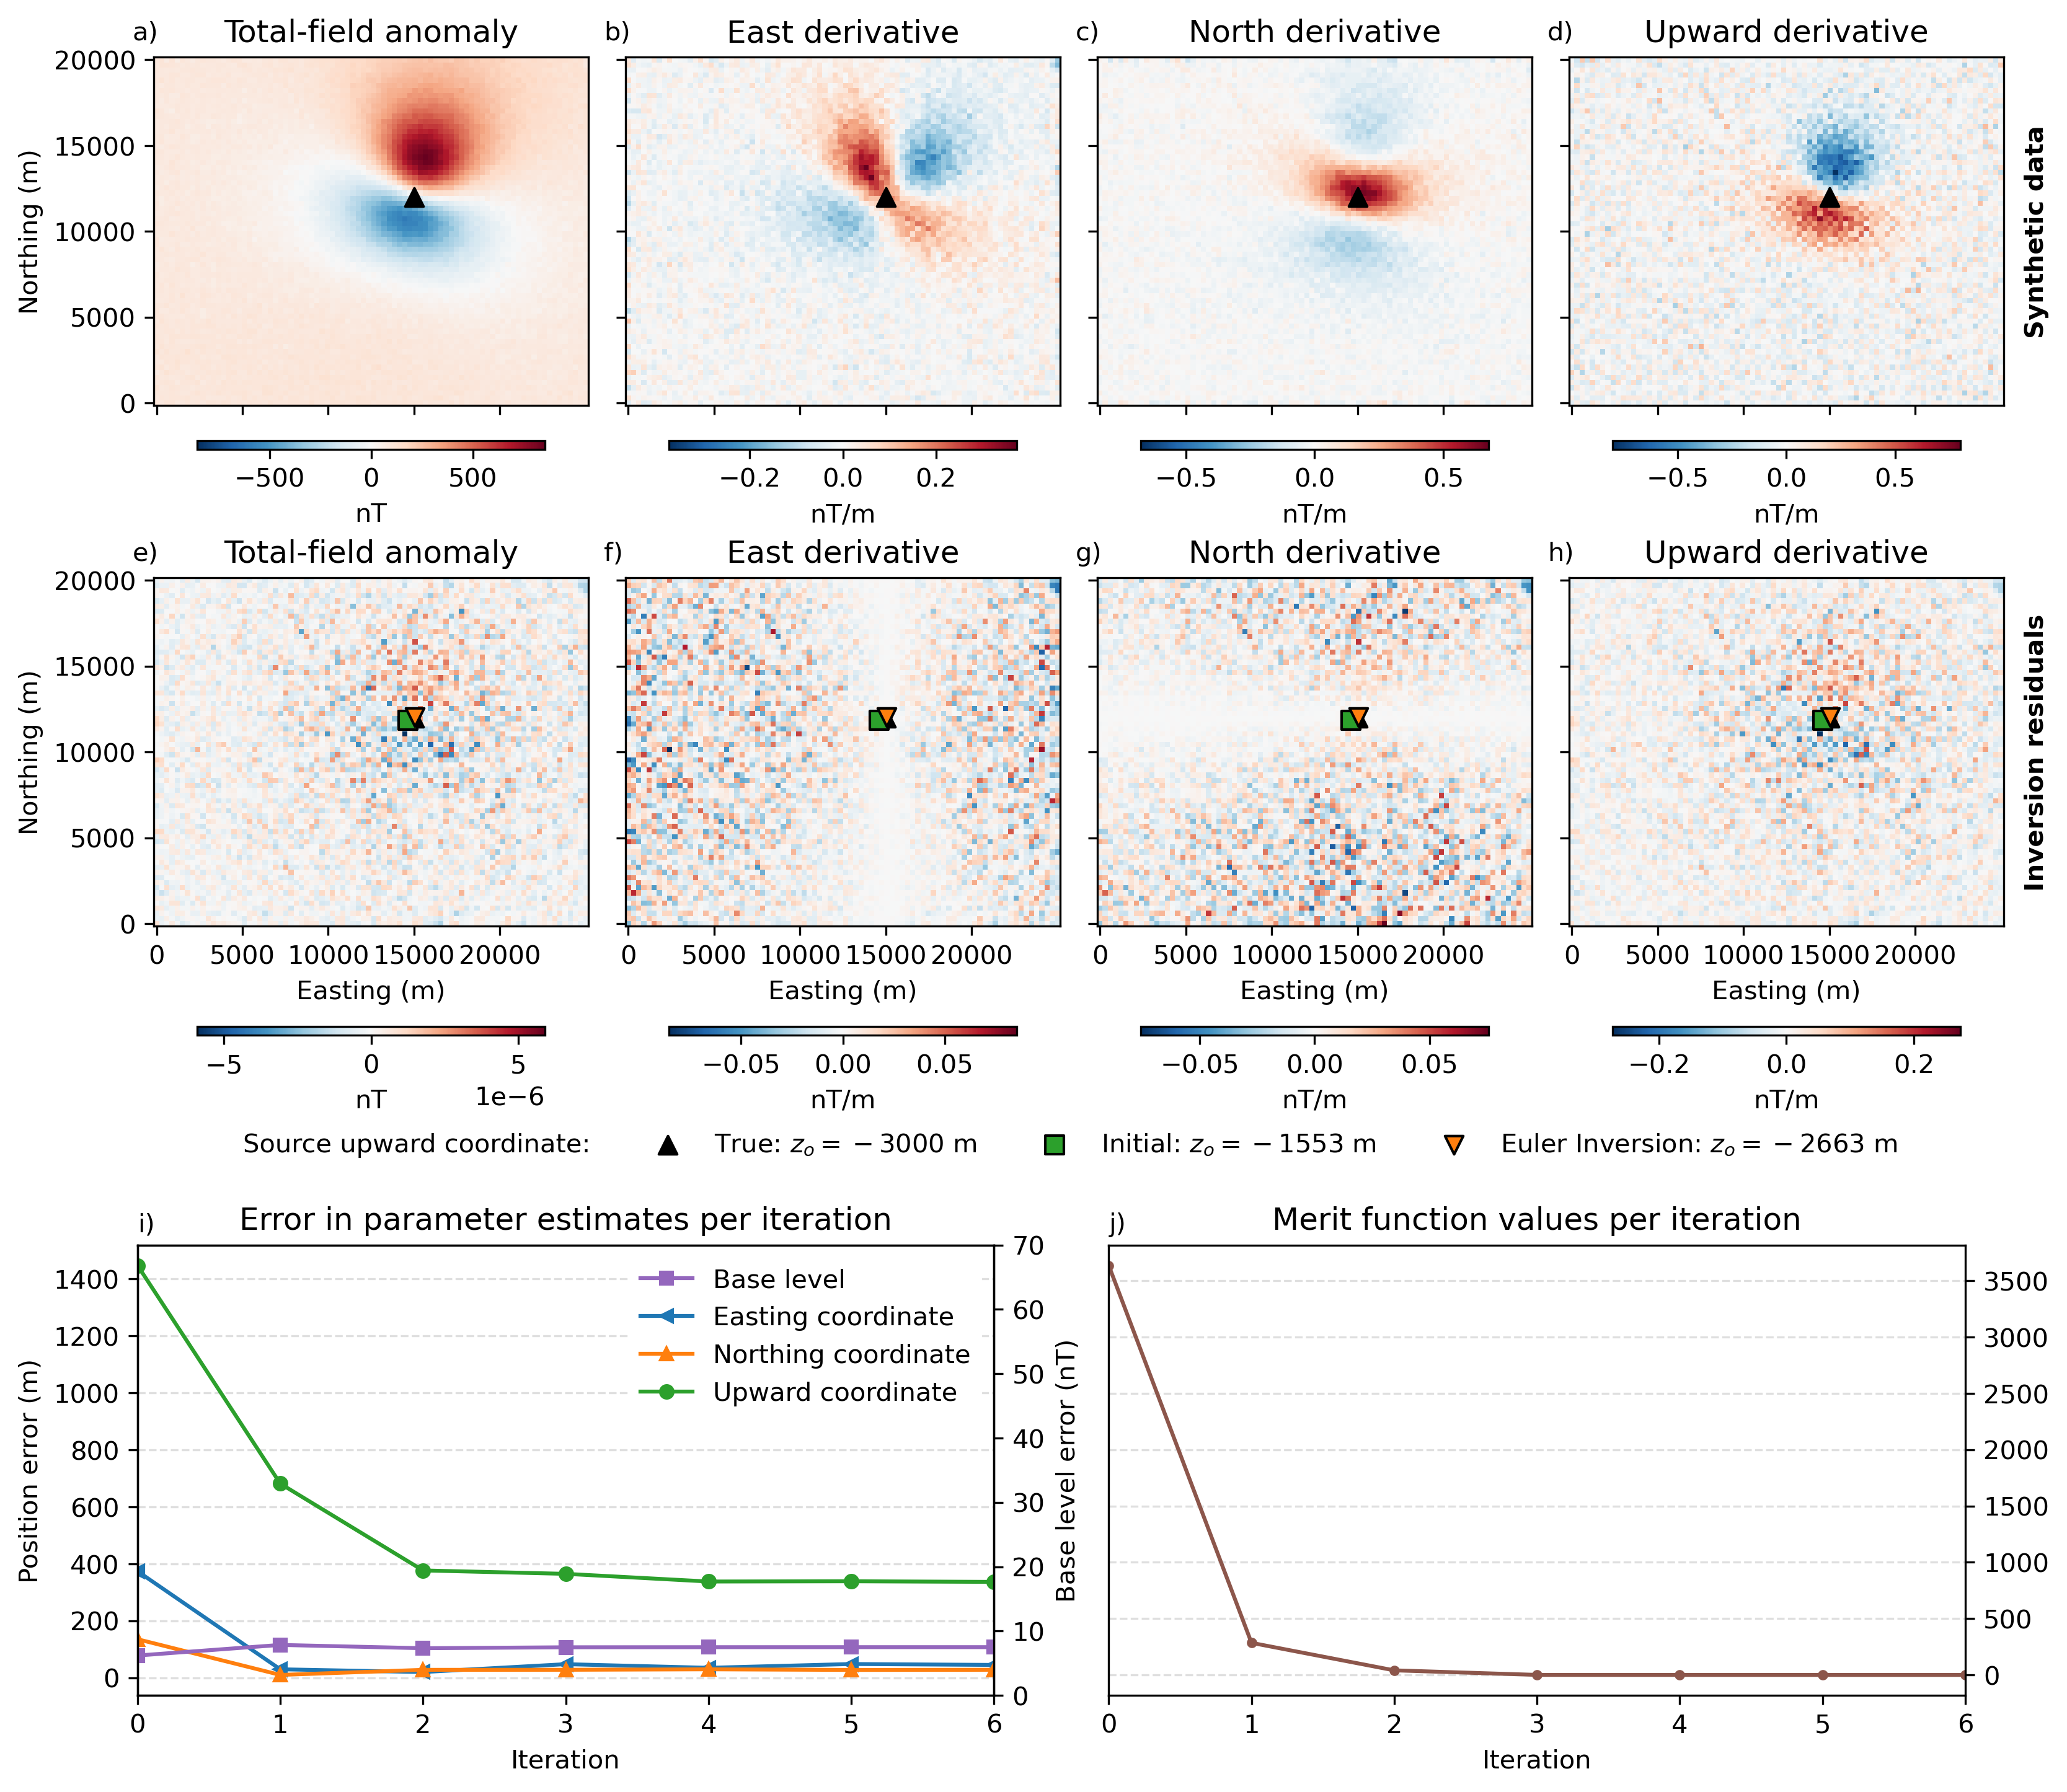 a) Total-field anomaly
b) East derivative
c) North derivative
d) Upward derivative
20000
15000
10000
5000
0
Northing (m)
Synthetic data
−500 0 500
nT
−0.2 0.0 0.2
nT/m
−0.5 0.0 0.5
nT/m
−0.5 0.0 0.5
nT/m
e) Total-field anomaly
f) East derivative
g) North derivative
h) Upward derivative
20000
15000
10000
5000
0
Northing (m)
Inversion residuals
0 5000 10000 15000 20000
Easting (m)
0 5000 10000 15000 20000
Easting (m)
0 5000 10000 15000 20000
Easting (m)
0 5000 10000 15000 20000
Easting (m)
−5 0 5
nT 1e−6
−0.05 0.00 0.05
nT/m
−0.05 0.00 0.05
nT/m
−0.2 0.0 0.2
nT/m
Source upward coordinate: True: z_o = −3000 m Initial: z_o = −1553 m Euler Inversion: z_o = −2663 m
i) Error in parameter estimates per iteration
1400
1200
1000
800
600
400
200
0
Position error (m)
Base level
Easting coordinate
Northing coordinate
Upward coordinate
70
60
50
40
30
20
10
0
Base level error (nT)
0 1 2 3 4 5 6
Iteration
j) Merit function values per iteration
3500
3000
2500
2000
1500
1000
500
0
0 1 2 3 4 5 6
Iteration